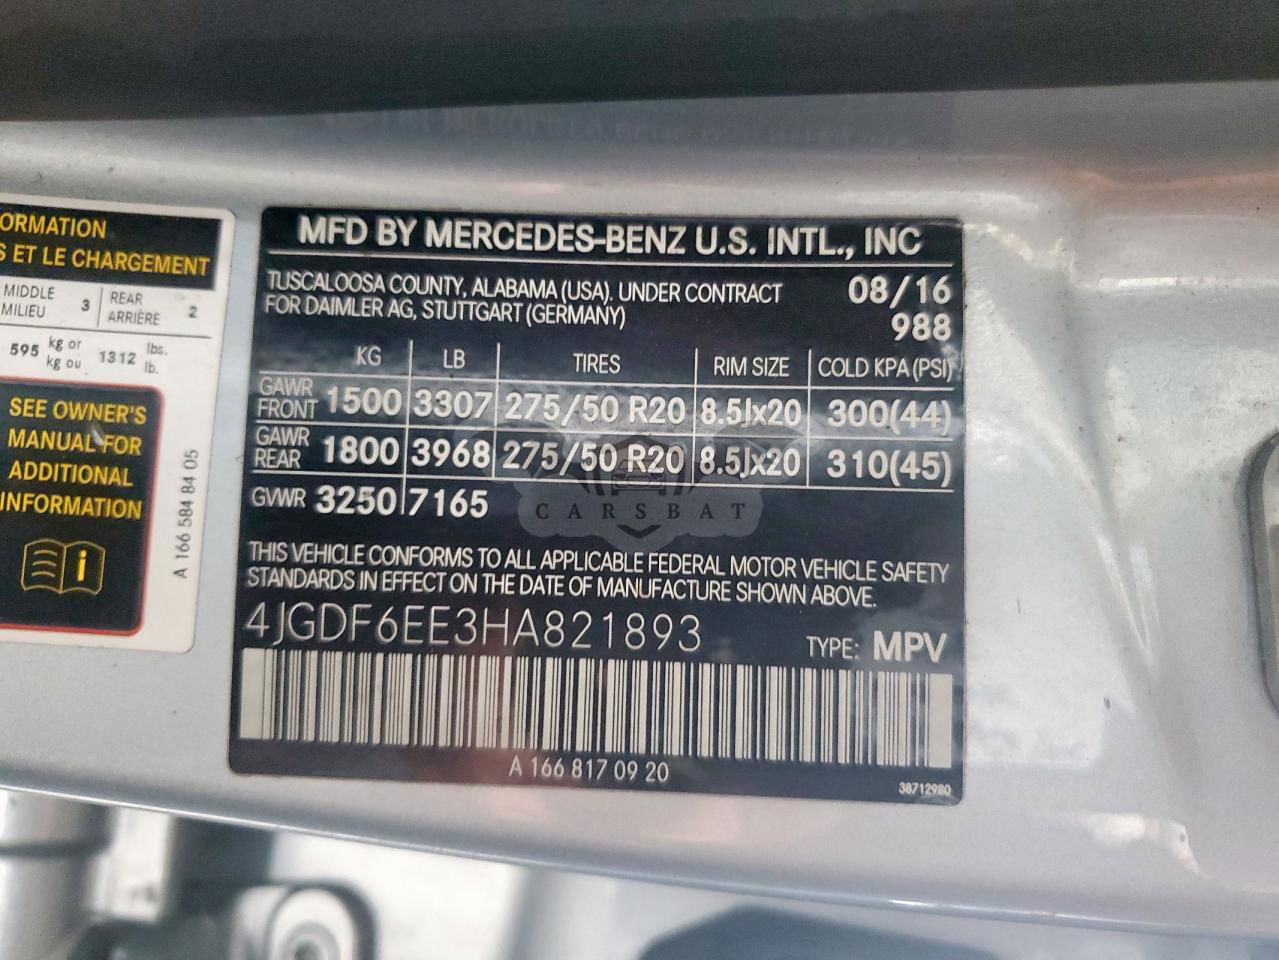 ORMATION
S ET LE CHARGEMENT
MIDDLE
MILIEU
3
REAR
ARRIÈRE
2
595 kg or
kg ou 1312 lbs.
lb.
SEE OWNER'S
MANUAL FOR
ADDITIONAL
INFORMATION
i
A 166 584 84 05
MFD BY MERCEDES-BENZ U.S. INTL., INC
TUSCALOOSA COUNTY, ALABAMA (USA). UNDER CONTRACT 08/16
FOR DAIMLER AG, STUTTGART (GERMANY) 988
KG LB TIRES RIM SIZE COLD KPA(PSI)
GAWR
FRONT 1500 3307 275/50 R20 8.5Jx20 300(44)
GAWR
REAR 1800 3968 275/50 R20 8.5Jx20 310(45)
GVWR 3250 7165
CARSBAT
THIS VEHICLE CONFORMS TO ALL APPLICABLE FEDERAL MOTOR VEHICLE SAFETY
STANDARDS IN EFFECT ON THE DATE OF MANUFACTURE SHOWN ABOVE.
4JGDF6EE3HA821893 TYPE: MPV
A 166 817 09 20
38712980